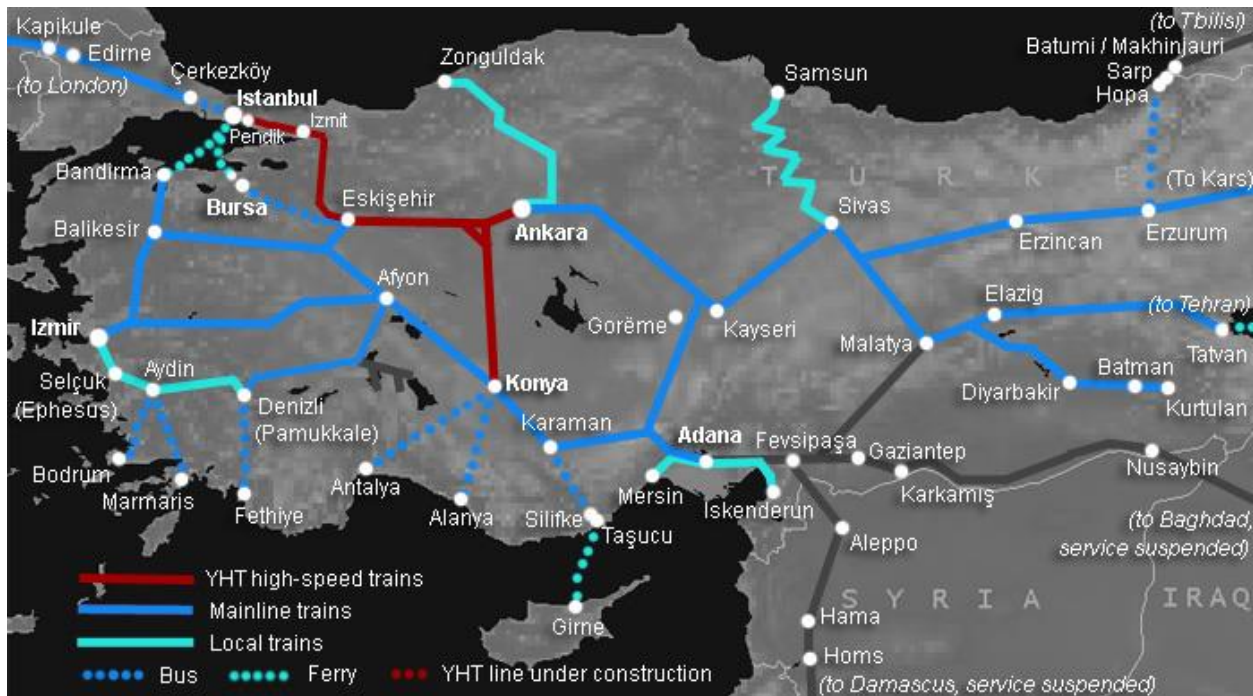 Kapikule
Edirne
(to London)
Çerkezköy
Istanbul
Pendik
Izmit
Zonguldak
Samsun
(to Tbilisi)
Batumi / Makhinjauri
Sarp
Hopa
Bandirma
Bursa
Eskişehir
Ankara
T U R K E
(To Kars)
Balikesir
Sivas
Erzincan
Erzurum
Afyon
Gorëme
Kayseri
Elazig
(to Tehran)
Izmir
Malatya
Tatvan
Selçuk
(Ephesus)
Aydin
Denizli
(Pamukkale)
Konya
Karaman
Adana
Fevsipaşa
Gaziantep
Diyarbakir
Batman
Kurtulan
Bodrum
Marmaris
Fethiye
Antalya
Alanya
Silifke
Taşucu
Mersin
Iskenderun
Karkamış
Nusaybin
(to Baghdad,
service suspended)
Aleppo
YHT high-speed trains
Mainline trains
Local trains
Girne
S Y R I A
IRAQ
Hama
Bus
Ferry
YHT line under construction
Homs
(to Damascus, service suspended)